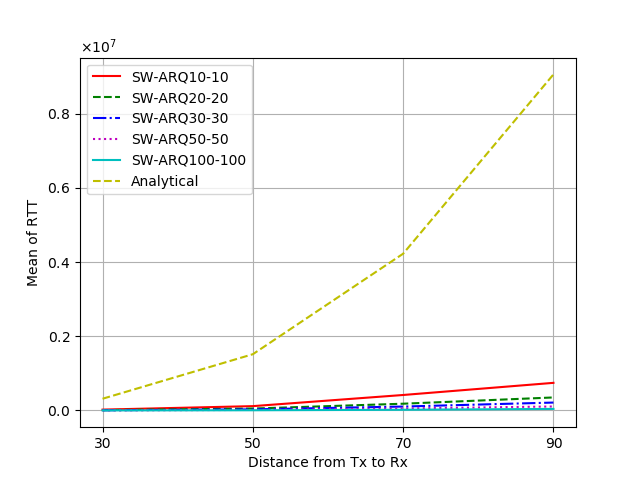 ×10⁷
SW-ARQ10-10
SW-ARQ20-20
SW-ARQ30-30
SW-ARQ50-50
SW-ARQ100-100
Analytical
0.8
0.6
0.4
0.2
0.0
Mean of RTT
30 50 70 90
Distance from Tx to Rx